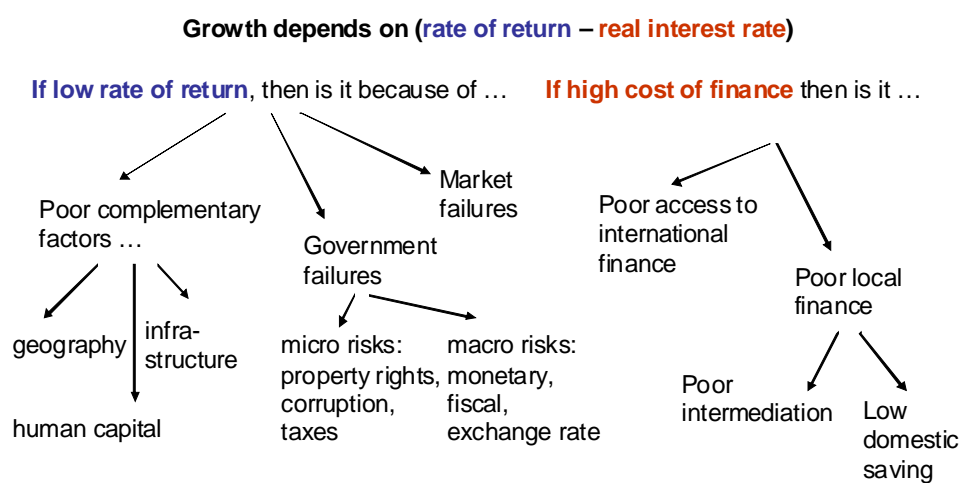 Growth depends on (rate of return – real interest rate)
If low rate of return, then is it because of …
If high cost of finance then is it …
Poor complementary
factors …
Government
failures
Market
failures
Poor access to
international
finance
Poor local
finance
geography
infra-
structure
human capital
micro risks:
property rights,
corruption,
taxes
macro risks:
monetary,
fiscal,
exchange rate
Poor
intermediation
Low
domestic
saving